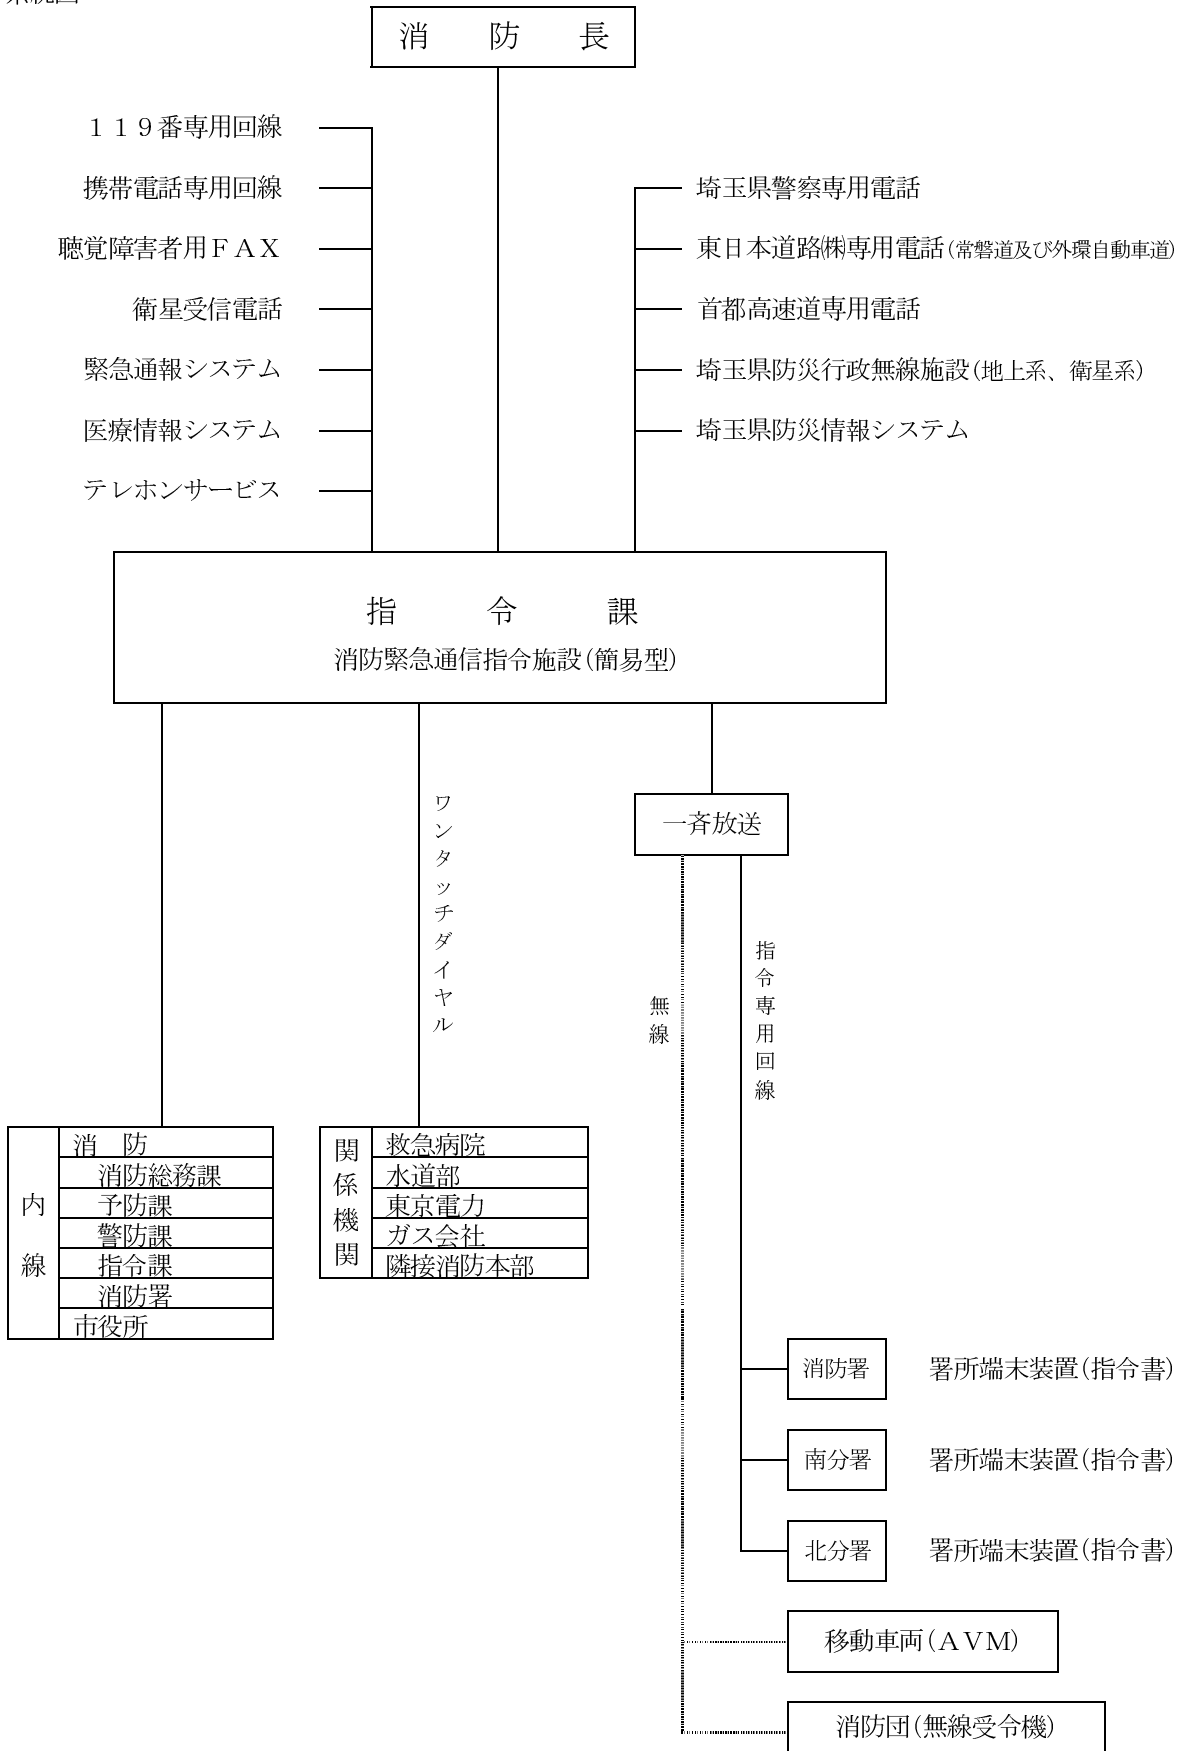 消防長
１１９番専用回線
携帯電話専用回線
聴覚障害者用ＦＡＸ
衛星受信電話
緊急通報システム
医療情報システム
テレホンサービス
埼玉県警察専用電話
東日本道路㈱専用電話(常磐道及び外環自動車道)
首都高速道専用電話
埼玉県防災行政無線施設(地上系、衛星系)
埼玉県防災情報システム
指令課
消防緊急通信指令施設(簡易型)
ワンタッチダイヤル
一斉放送
無線
指令専用回線
内線
消 防
消防総務課
予防課
警防課
指令課
消防署
市役所
関係機関
救急病院
水道部
東京電力
ガス会社
隣接消防本部
消防署 署所端末装置(指令書)
南分署 署所端末装置(指令書)
北分署 署所端末装置(指令書)
移動車両(ＡＶＭ)
消防団(無線受令機)